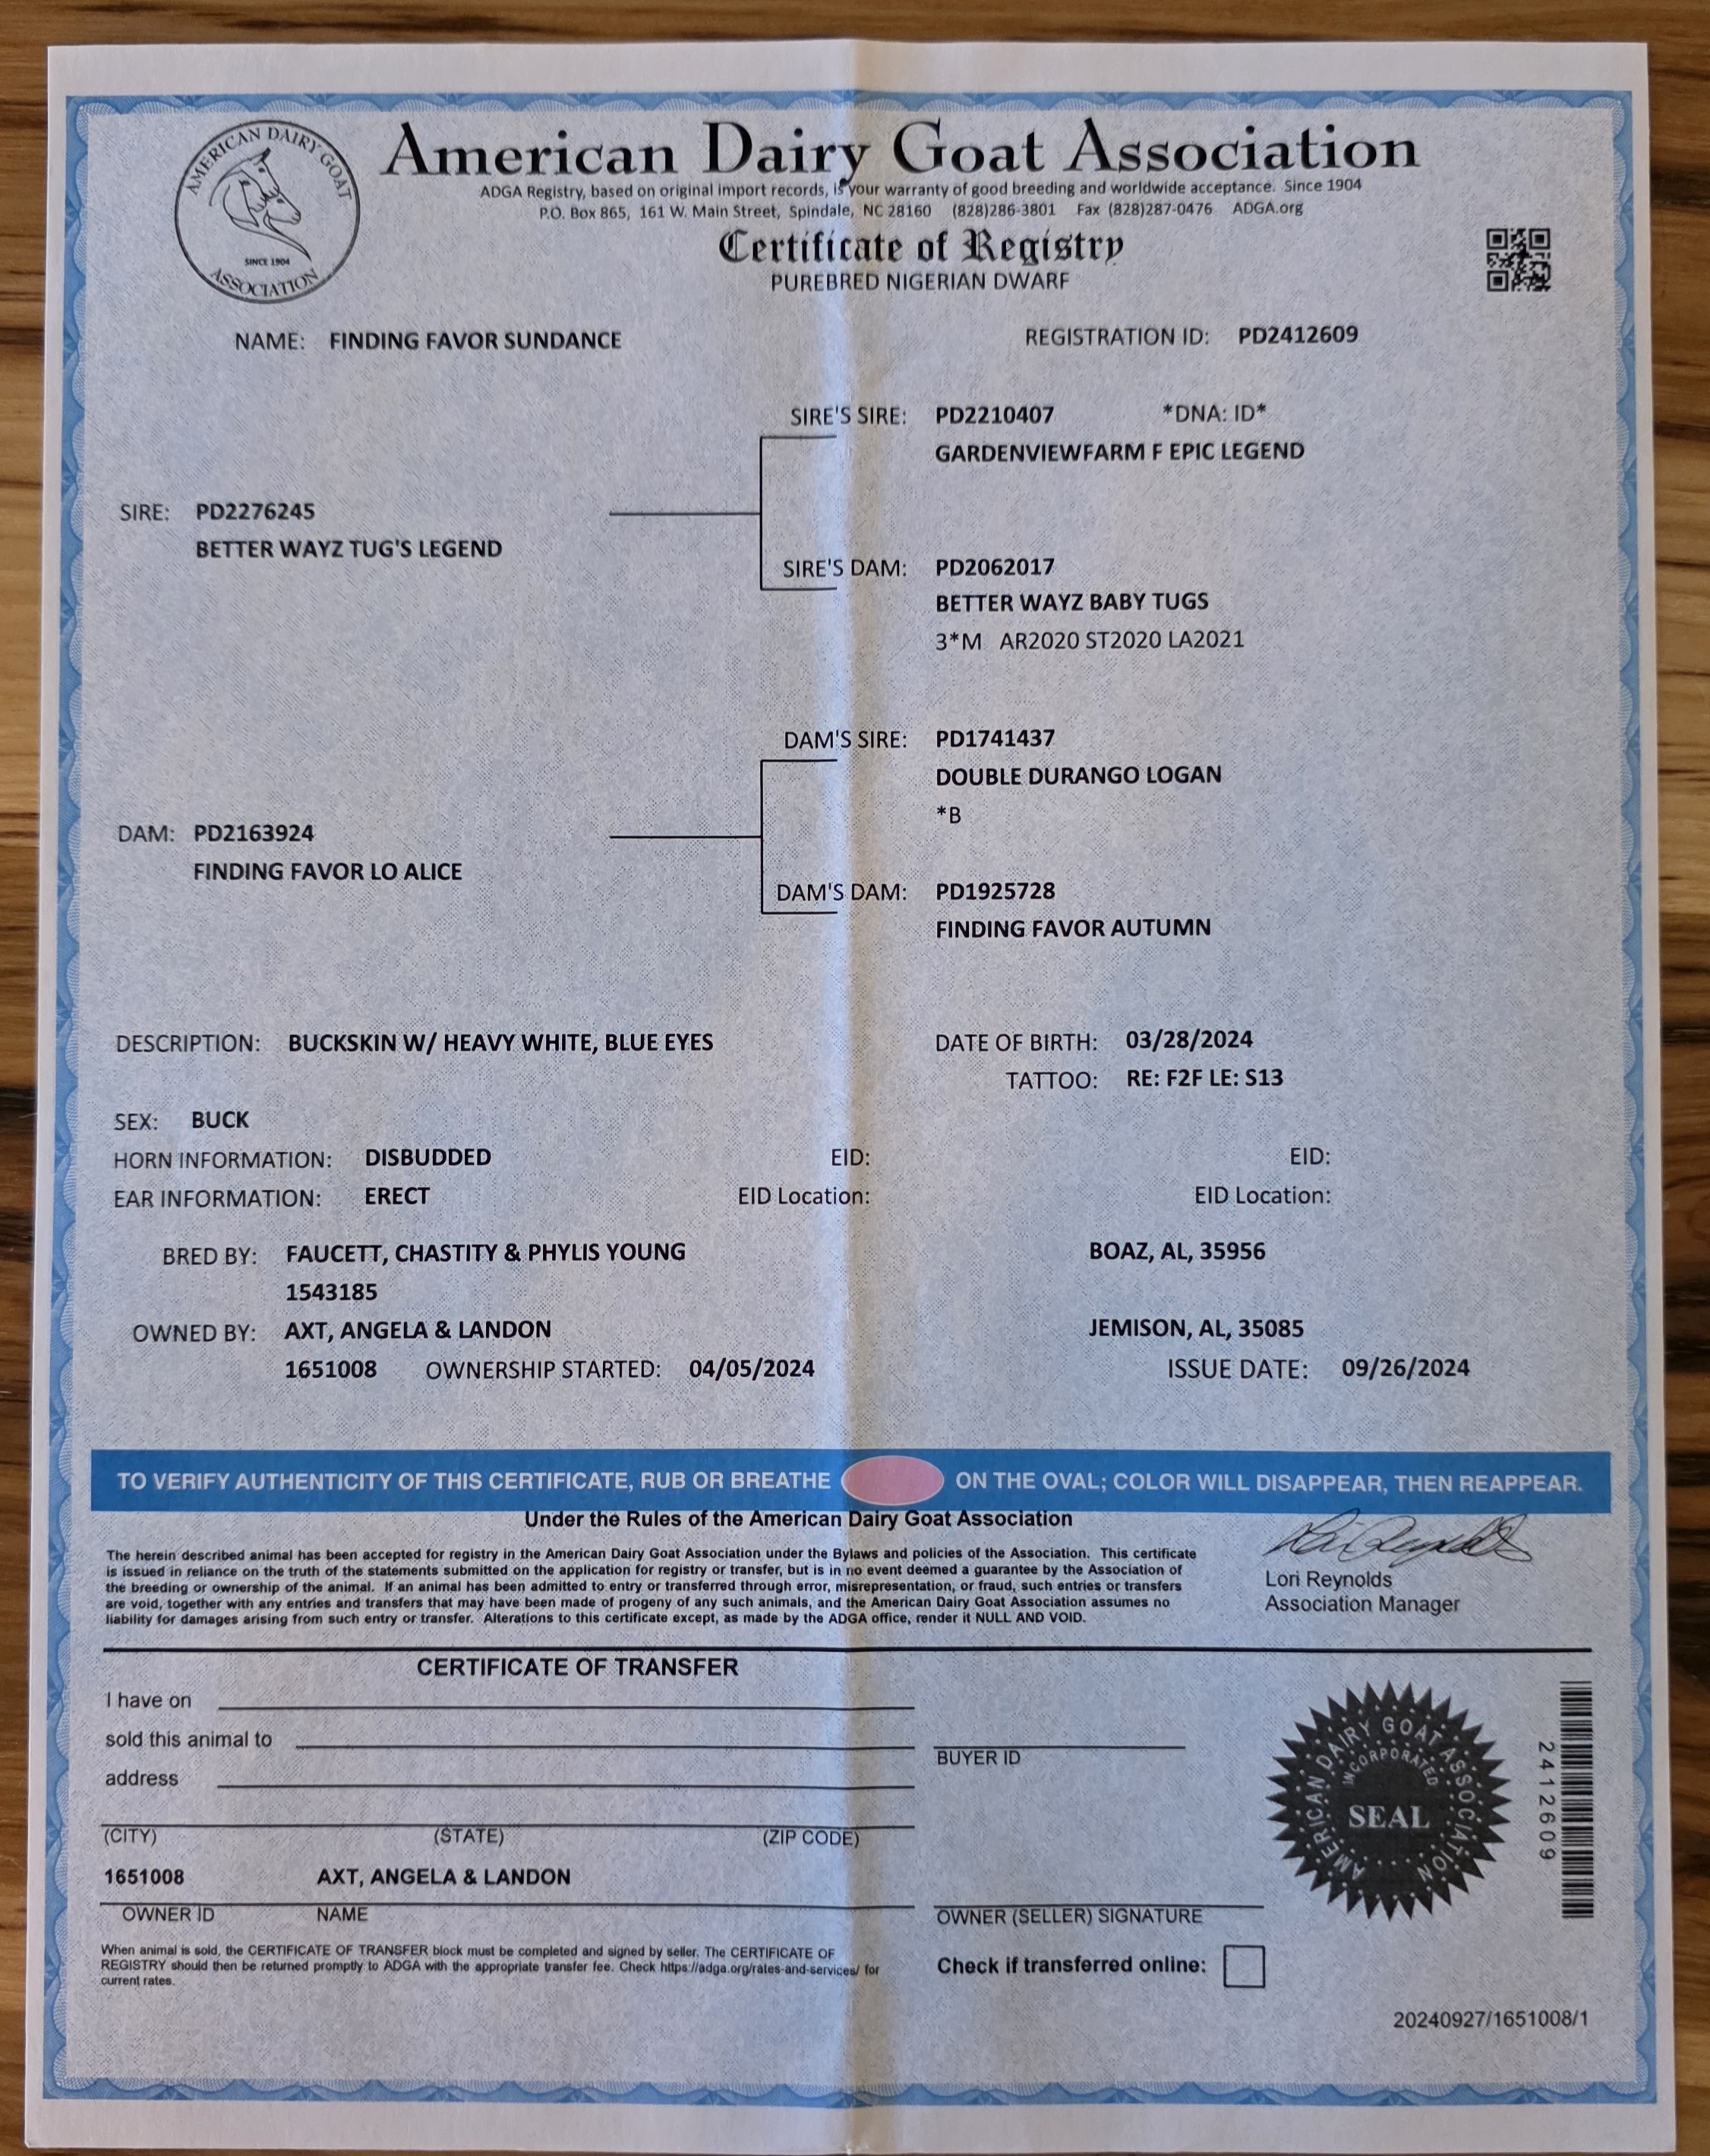 AMERICAN DAIRY GOAT
SINCE 1904
ASSOCIATION
American Dairy Goat Association
ADGA Registry, based on original import records, is your warranty of good breeding and worldwide acceptance. Since 1904
P.O. Box 865, 161 W. Main Street, Spindale, NC 28160 (828)286-3801 Fax (828)287-0476 ADGA.org
Certificate of Registry
PUREBRED NIGERIAN DWARF
NAME: FINDING FAVOR SUNDANCE REGISTRATION ID: PD2412609
SIRE'S SIRE: PD2210407 *DNA: ID*
GARDENVIEWFARM F EPIC LEGEND
SIRE: PD2276245
BETTER WAYZ TUG'S LEGEND
SIRE'S DAM: PD2062017
BETTER WAYZ BABY TUGS
3*M AR2020 ST2020 LA2021
DAM'S SIRE: PD1741437
DOUBLE DURANGO LOGAN
*B
DAM: PD2163924
FINDING FAVOR LO ALICE
DAM'S DAM: PD1925728
FINDING FAVOR AUTUMN
DESCRIPTION: BUCKSKIN W/ HEAVY WHITE, BLUE EYES DATE OF BIRTH: 03/28/2024
TATTOO: RE: F2F LE: S13
SEX: BUCK
HORN INFORMATION: DISBUDDED EID: EID:
EAR INFORMATION: ERECT EID Location: EID Location:
BRED BY: FAUCETT, CHASTITY & PHYLIS YOUNG BOAZ, AL, 35956
1543185
OWNED BY: AXT, ANGELA & LANDON JEMISON, AL, 35085
1651008 OWNERSHIP STARTED: 04/05/2024 ISSUE DATE: 09/26/2024
TO VERIFY AUTHENTICITY OF THIS CERTIFICATE, RUB OR BREATHE ON THE OVAL; COLOR WILL DISAPPEAR, THEN REAPPEAR.
Under the Rules of the American Dairy Goat Association
The herein described animal has been accepted for registry in the American Dairy Goat Association under the Bylaws and policies of the Association. This certificate
is issued in reliance on the truth of the statements submitted on the application for registry or transfer, but is in no event deemed a guarantee by the Association of
the breeding or ownership of the animal. If an animal has been admitted to entry or transferred through error, misrepresentation, or fraud, such entries or transfers
are void, together with any entries and transfers that may have been made of progeny of any such animals, and the American Dairy Goat Association assumes no
liability for damages arising from such entry or transfer. Alterations to this certificate except, as made by the ADGA office, render it NULL AND VOID.
Lori Reynolds
Lori Reynolds
Association Manager
CERTIFICATE OF TRANSFER
I have on
sold this animal to
BUYER ID
address
(CITY) (STATE) (ZIP CODE)
AMERICAN DAIRY GOAT ASSOCIATION
INCORPORATED
SEAL
2412609
1651008 AXT, ANGELA & LANDON
OWNER ID NAME OWNER (SELLER) SIGNATURE
When animal is sold, the CERTIFICATE OF TRANSFER block must be completed and signed by seller. The CERTIFICATE OF
REGISTRY should then be returned promptly to ADGA with the appropriate transfer fee. Check https://adga.org/rates-and-services/ for
current rates.
Check if transferred online:
20240927/1651008/1